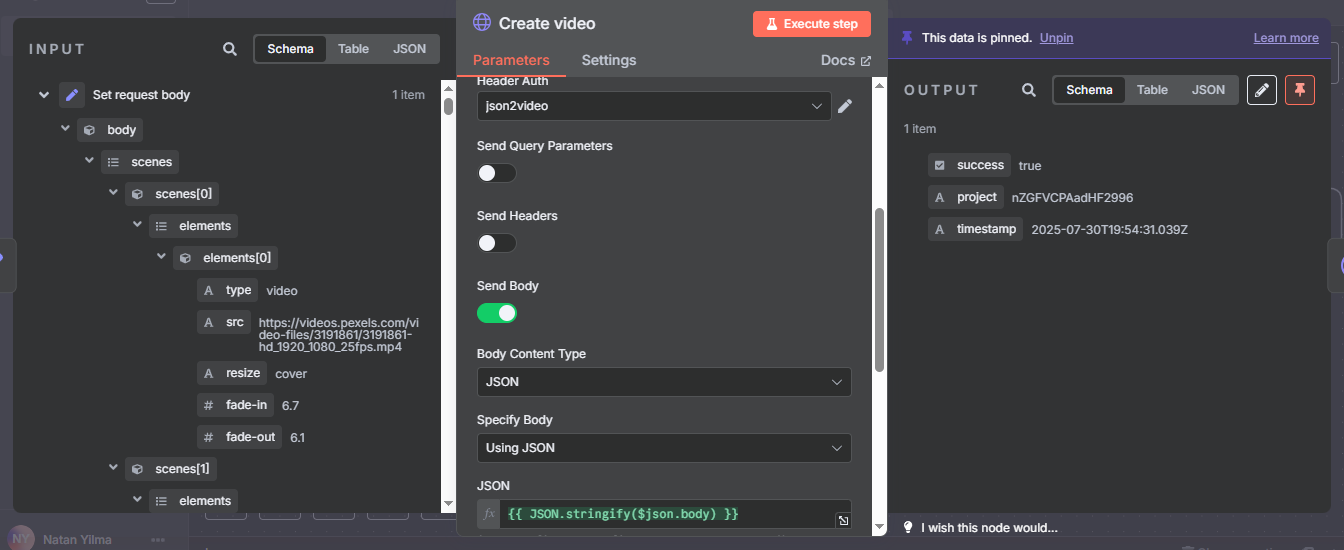 INPUT
Schema
Table
JSON
Set request body
1 item
body
scenes
scenes[0]
elements
elements[0]
A type video
A src https://videos.pexels.com/vi
deo-files/3191861/3191861-
hd_1920_1080_25fps.mp4
A resize cover
# fade-in 6.7
# fade-out 6.1
scenes[1]
elements
NY Natan Yilma
Create video
Execute step
Parameters
Settings
Docs
Header Auth
json2video
Send Query Parameters
Send Headers
Send Body
Body Content Type
JSON
Specify Body
Using JSON
JSON
fx {{ JSON.stringify($json.body) }}
This data is pinned. Unpin
Learn more
OUTPUT
Schema
Table
JSON
1 item
success true
A project nZGFVCPAadHF2996
A timestamp 2025-07-30T19:54:31.039Z
I wish this node would...